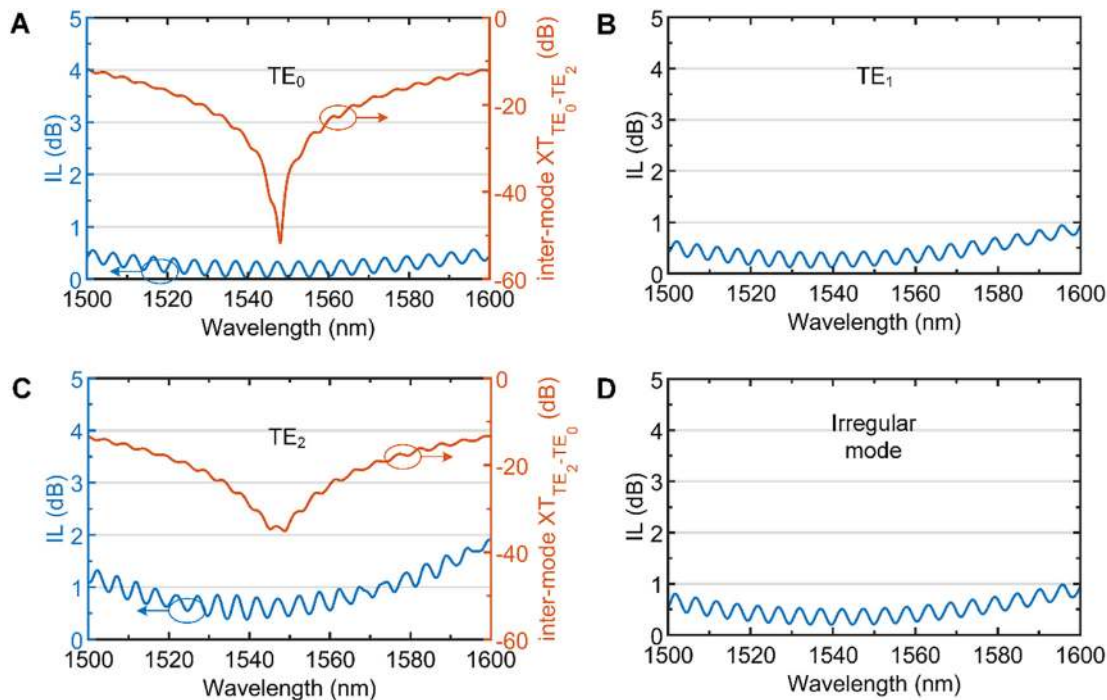 A
5
4
3
2
1
0
IL (dB)
TE0
0
-20
-40
-60
inter-mode XT TE0-TE2 (dB)
1500 1520 1540 1560 1580 1600
Wavelength (nm)
B
5
4
3
2
1
0
IL (dB)
TE1
1500 1520 1540 1560 1580 1600
Wavelength (nm)
C
5
4
3
2
1
0
IL (dB)
TE2
0
-20
-40
-60
inter-mode XT TE2-TE0 (dB)
1500 1520 1540 1560 1580 1600
Wavelength (nm)
D
5
4
3
2
1
0
IL (dB)
Irregular
mode
1500 1520 1540 1560 1580 1600
Wavelength (nm)